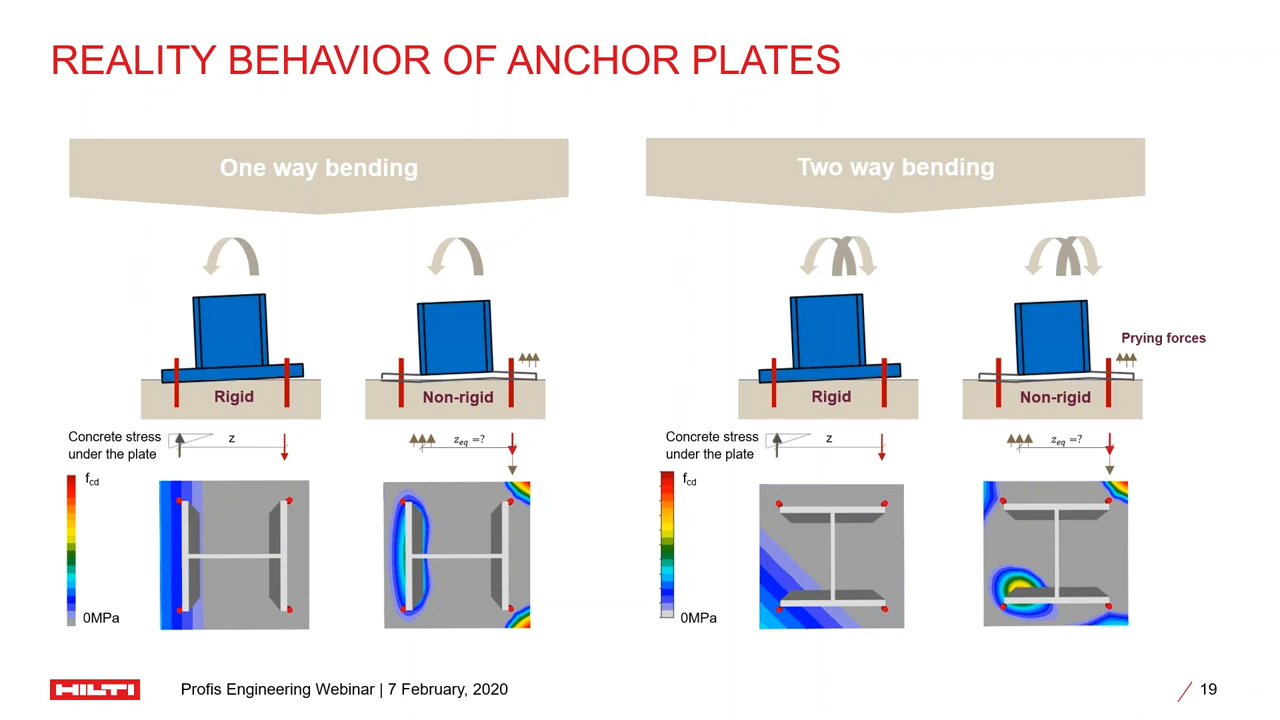 REALITY BEHAVIOR OF ANCHOR PLATES
One way bending
Two way bending
Prying forces
Rigid
Non-rigid
Rigid
Non-rigid
Concrete stress
under the plate
z
z_eq =?
Concrete stress
under the plate
z
z_eq =?
f_cd
0MPa
f_cd
0MPa
HILTI
Profis Engineering Webinar | 7 February, 2020
19